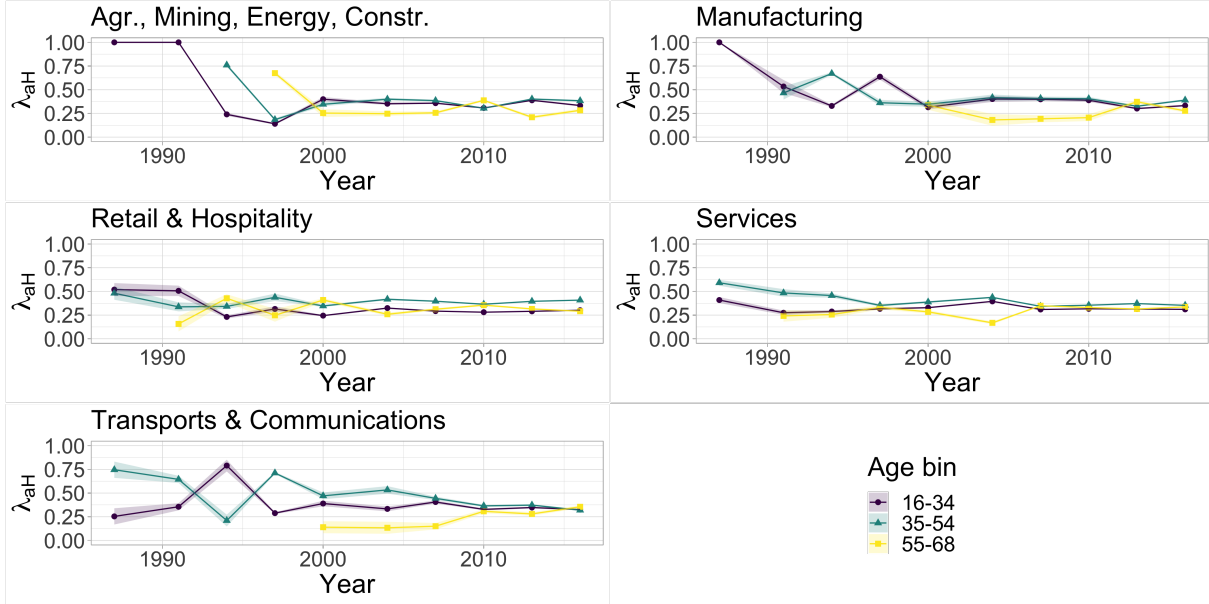 Agr., Mining, Energy, Constr.
1.00
0.75
0.50
0.25
0.00
λaH
1990 2000 2010
Year
Manufacturing
1.00
0.75
0.50
0.25
0.00
λaH
1990 2000 2010
Year
Retail & Hospitality
1.00
0.75
0.50
0.25
0.00
λaH
1990 2000 2010
Year
Services
1.00
0.75
0.50
0.25
0.00
λaH
1990 2000 2010
Year
Transports & Communications
1.00
0.75
0.50
0.25
0.00
λaH
1990 2000 2010
Year
Age bin
16-34
35-54
55-68